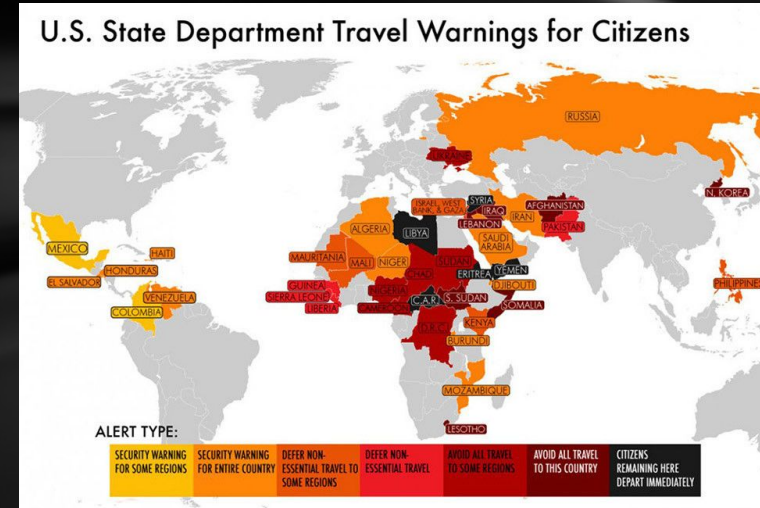 U.S. State Department Travel Warnings for Citizens
RUSSIA
UKRAINE
N. KOREA
SYRIA
ISRAEL, WEST
BANK, & GAZA
IRAQ
AFGHANISTAN
LEBANON
IRAN
PAKISTAN
ALGERIA
LIBYA
SAUDI
ARABIA
MEXICO
HAITI
MAURITANIA
MALI
NIGER
SUDAN
CHAD
ERITREA
YEMEN
HONDURAS
EL SALVADOR
DJIBOUTI
PHILIPPINE
GUINEA
NIGERIA
VENEZUELA
SIERRA LEONE
C.A.R.
S. SUDAN
SOMALIA
LIBERIA
CAMEROON
COLOMBIA
KENYA
D.R.C.
BURUNDI
MOZAMBIQUE
LESOTHO
ALERT TYPE:
SECURITY WARNING
FOR SOME REGIONS
SECURITY WARNING
FOR ENTIRE COUNTRY
DEFER NON-
ESSENTIAL TRAVEL TO
SOME REGIONS
DEFER NON-
ESSENTIAL TRAVEL
AVOID ALL TRAVEL
TO SOME REGIONS
AVOID ALL TRAVEL
TO THIS COUNTRY
CITIZENS
REMAINING HERE
DEPART IMMEDIATELY